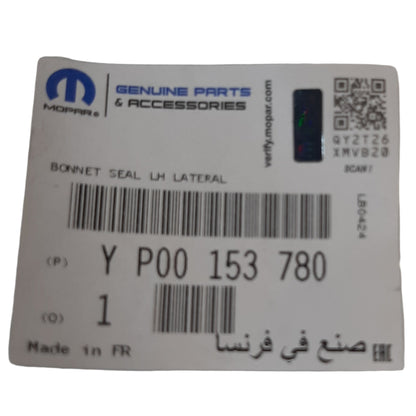 MOPAR®
GENUINE PARTS
& ACCESSORIES
verify.mopar.com
QY2T26
XMVB20
SCAN!
BONNET SEAL LH LATERAL
LB0424
(P) Y P00 153 780
(Q) 1
Made in FR
صنع في فرنسا
EAC